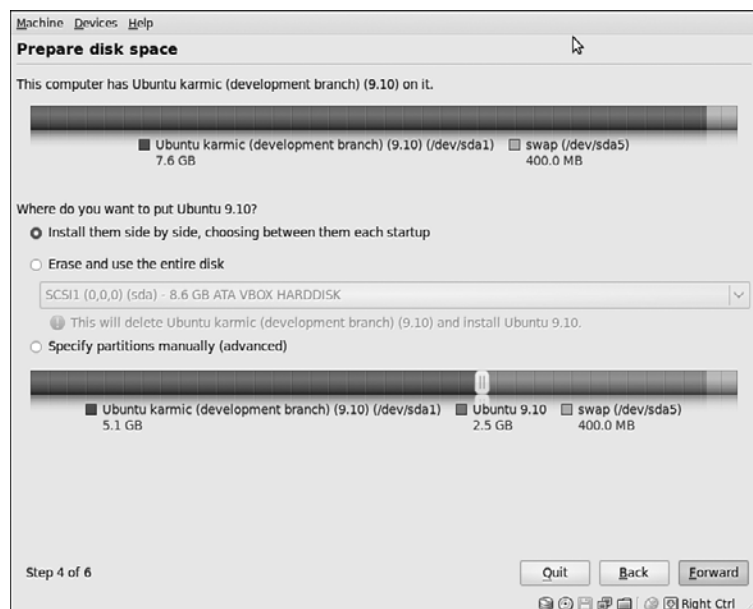 Machine Devices Help
Prepare disk space
This computer has Ubuntu karmic (development branch) (9.10) on it.
Ubuntu karmic (development branch) (9.10) (/dev/sda1) swap (/dev/sda5)
7.6 GB 400.0 MB
Where do you want to put Ubuntu 9.10?
Install them side by side, choosing between them each startup
Erase and use the entire disk
SCSI1 (0,0,0) (sda) - 8.6 GB ATA VBOX HARDDISK
This will delete Ubuntu karmic (development branch) (9.10) and install Ubuntu 9.10.
Specify partitions manually (advanced)
Ubuntu karmic (development branch) (9.10) (/dev/sda1) Ubuntu 9.10 swap (/dev/sda5)
5.1 GB 2.5 GB 400.0 MB
Step 4 of 6 Quit Back Forward
Right Ctrl